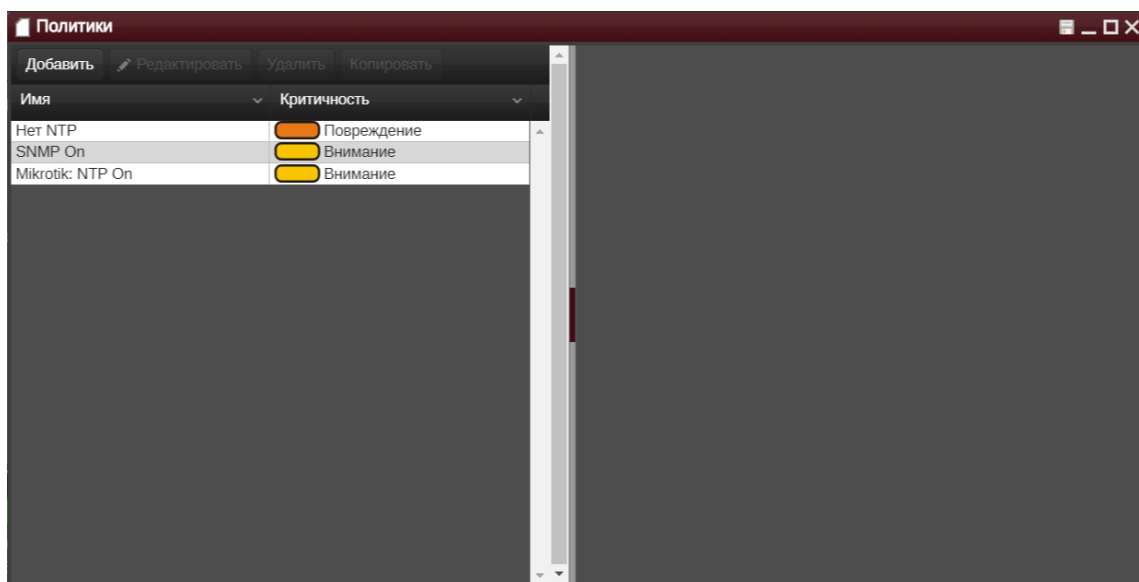 Политики
Добавить Редактировать Удалить Копировать
Имя Критичность
Нет NTP Повреждение
SNMP On Внимание
Mikrotik: NTP On Внимание